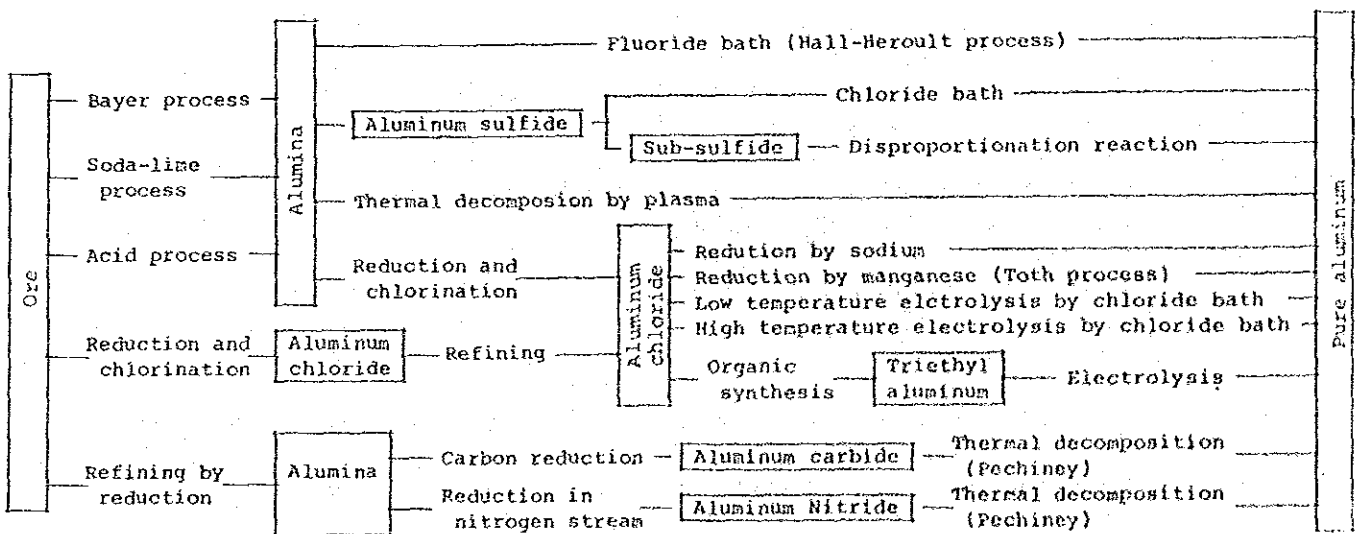 Fluoride bath (Hall-Heroult process)
Bayer process
Chloride bath
Aluminum sulfide
Sub-sulfide
Disproportionation reaction
Soda-lime
process
Alumina
Thermal decomposion by plasma
Ore
Acid process
Reduction and
chlorination
Aluminum
chloride
Redution by sodium
Reduction by manganese (Toth process)
Low temperature elctrolysis by chloride bath
High temperature electrolysis by chloride bath
Pure aluminum
Reduction and
chlorination
Aluminum
chloride
Refining
Organic
synthesis
Triethyl
aluminum
Electrolysis
Refining by
reduction
Alumina
Carbon reduction
Aluminum carbide
Thermal decomposition
(Pechiney)
Reduction in
nitrogen stream
Aluminum Nitride
Thermal decomposition
(Pechiney)